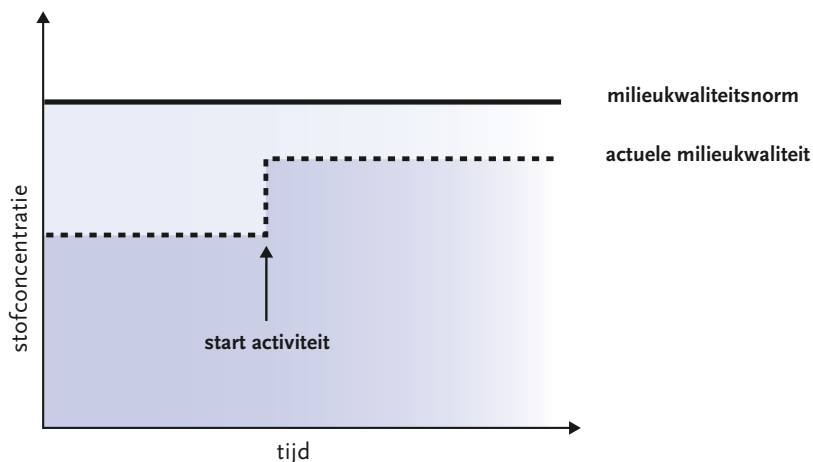 milieukwaliteitsnorm
actuele milieukwaliteit
stofconcentratie
start activiteit
tijd